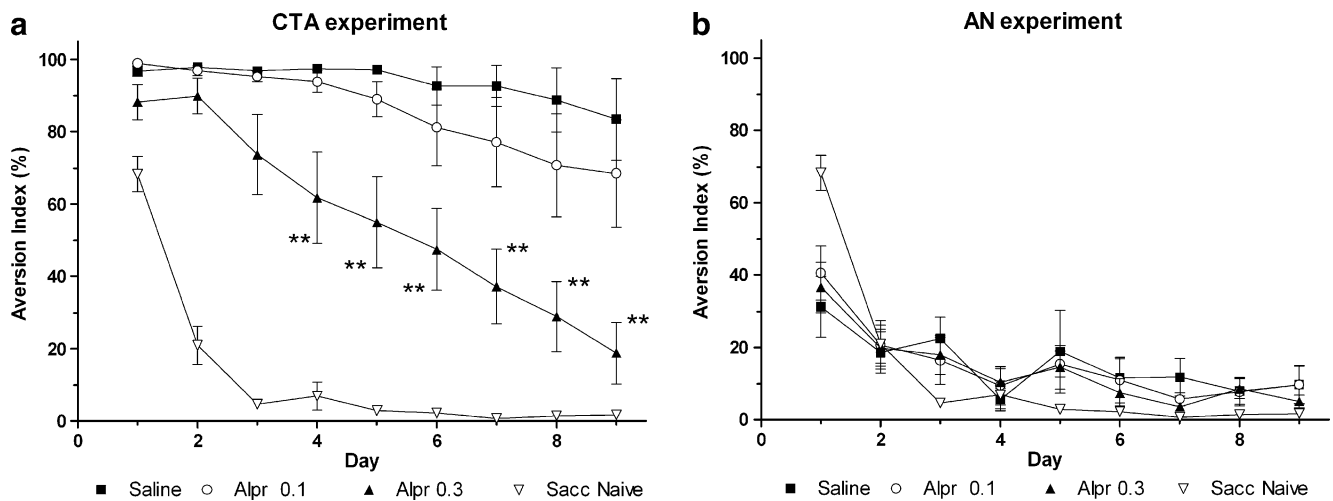 a
CTA experiment
Aversion Index (%)
100
80
60
40
20
0
**
**
**
**
**
**
0 2 4 6 8
Day
■ Saline ○ Alpr 0.1 ▲ Alpr 0.3 ▽ Sacc Naive
b
AN experiment
Aversion Index (%)
100
80
60
40
20
0
0 2 4 6 8
Day
■ Saline ○ Alpr 0.1 ▲ Alpr 0.3 ▽ Sacc Naive